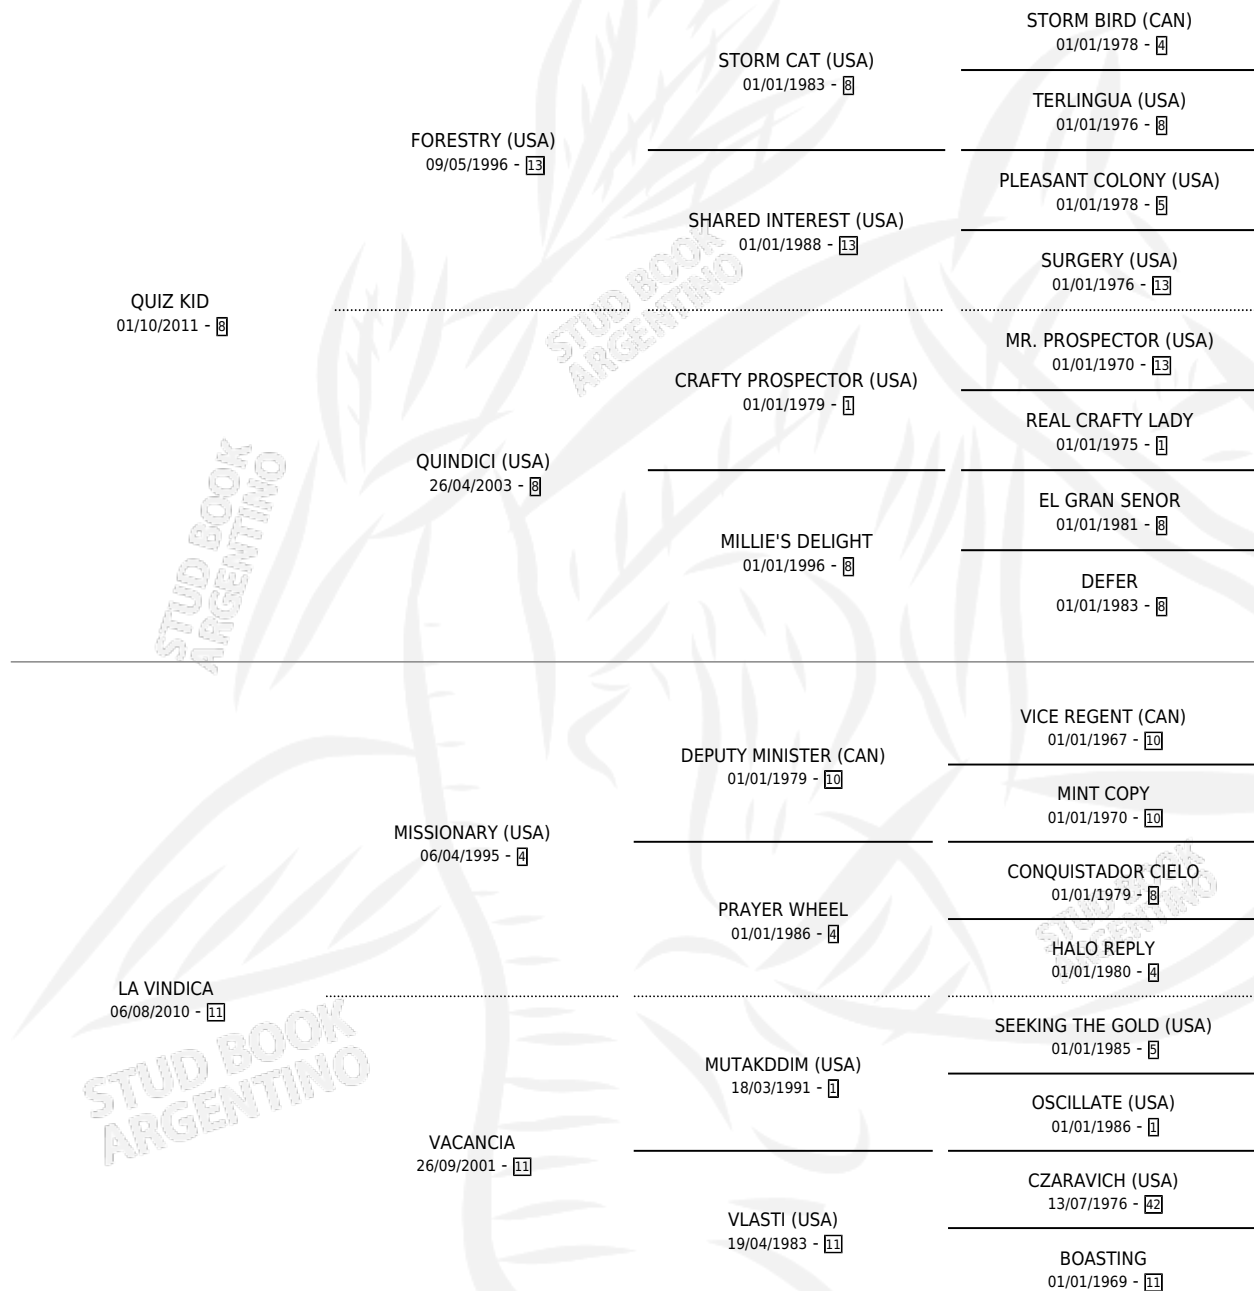 STORM BIRD (CAN)
01/01/1978 - 4
STORM CAT (USA)
01/01/1983 - 8
TERLINGUA (USA)
01/01/1976 - 8
FORESTRY (USA)
09/05/1996 - 13
PLEASANT COLONY (USA)
01/01/1978 - 5
SHARED INTEREST (USA)
01/01/1988 - 13
SURGERY (USA)
01/01/1976 - 13
QUIZ KID
01/10/2011 - 8
MR. PROSPECTOR (USA)
01/01/1970 - 13
CRAFTY PROSPECTOR (USA)
01/01/1979 - 1
REAL CRAFTY LADY
01/01/1975 - 1
QUINDICI (USA)
26/04/2003 - 8
EL GRAN SENOR
01/01/1981 - 8
MILLIE'S DELIGHT
01/01/1996 - 8
DEFER
01/01/1983 - 8
VICE REGENT (CAN)
01/01/1967 - 10
DEPUTY MINISTER (CAN)
01/01/1979 - 10
MINT COPY
01/01/1970 - 10
MISSIONARY (USA)
06/04/1995 - 4
CONQUISTADOR CIELO
01/01/1979 - 8
PRAYER WHEEL
01/01/1986 - 4
HALO REPLY
01/01/1980 - 4
LA VINDICA
06/08/2010 - 11
SEEKING THE GOLD (USA)
01/01/1985 - 5
MUTAKDDIM (USA)
18/03/1991 - 1
OSCILLATE (USA)
01/01/1986 - 1
VACANCIA
26/09/2001 - 11
CZARAVICH (USA)
13/07/1976 - 42
VLASTI (USA)
19/04/1983 - 11
BOASTING
01/01/1969 - 11
STUD BOOK
ARGENTINO
STUD BOOK
ARGENTINO
STUD BOOK
ARGENTINO
STUD BOOK
ARGENTINO